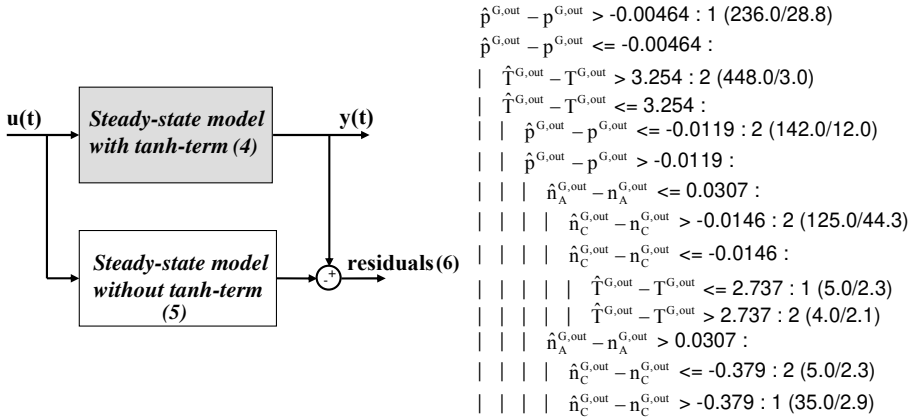 u(t)
Steady-state model
with tanh-term (4)
y(t)
Steady-state model
without tanh-term
(5)
- +
residuals (6)
p̂^G,out – p^G,out > -0.00464 : 1 (236.0/28.8)
p̂^G,out – p^G,out <= -0.00464 :
| T̂^G,out – T^G,out > 3.254 : 2 (448.0/3.0)
| T̂^G,out – T^G,out <= 3.254 :
| | p̂^G,out – p^G,out <= -0.0119 : 2 (142.0/12.0)
| | p̂^G,out – p^G,out > -0.0119 :
| | | n̂_A^G,out – n_A^G,out <= 0.0307 :
| | | | n̂_C^G,out – n_C^G,out > -0.0146 : 2 (125.0/44.3)
| | | | n̂_C^G,out – n_C^G,out <= -0.0146 :
| | | | | T̂^G,out – T^G,out <= 2.737 : 1 (5.0/2.3)
| | | | | T̂^G,out – T^G,out > 2.737 : 2 (4.0/2.1)
| | | n̂_A^G,out – n_A^G,out > 0.0307 :
| | | | n̂_C^G,out – n_C^G,out <= -0.379 : 2 (5.0/2.3)
| | | | n̂_C^G,out – n_C^G,out > -0.379 : 1 (35.0/2.9)